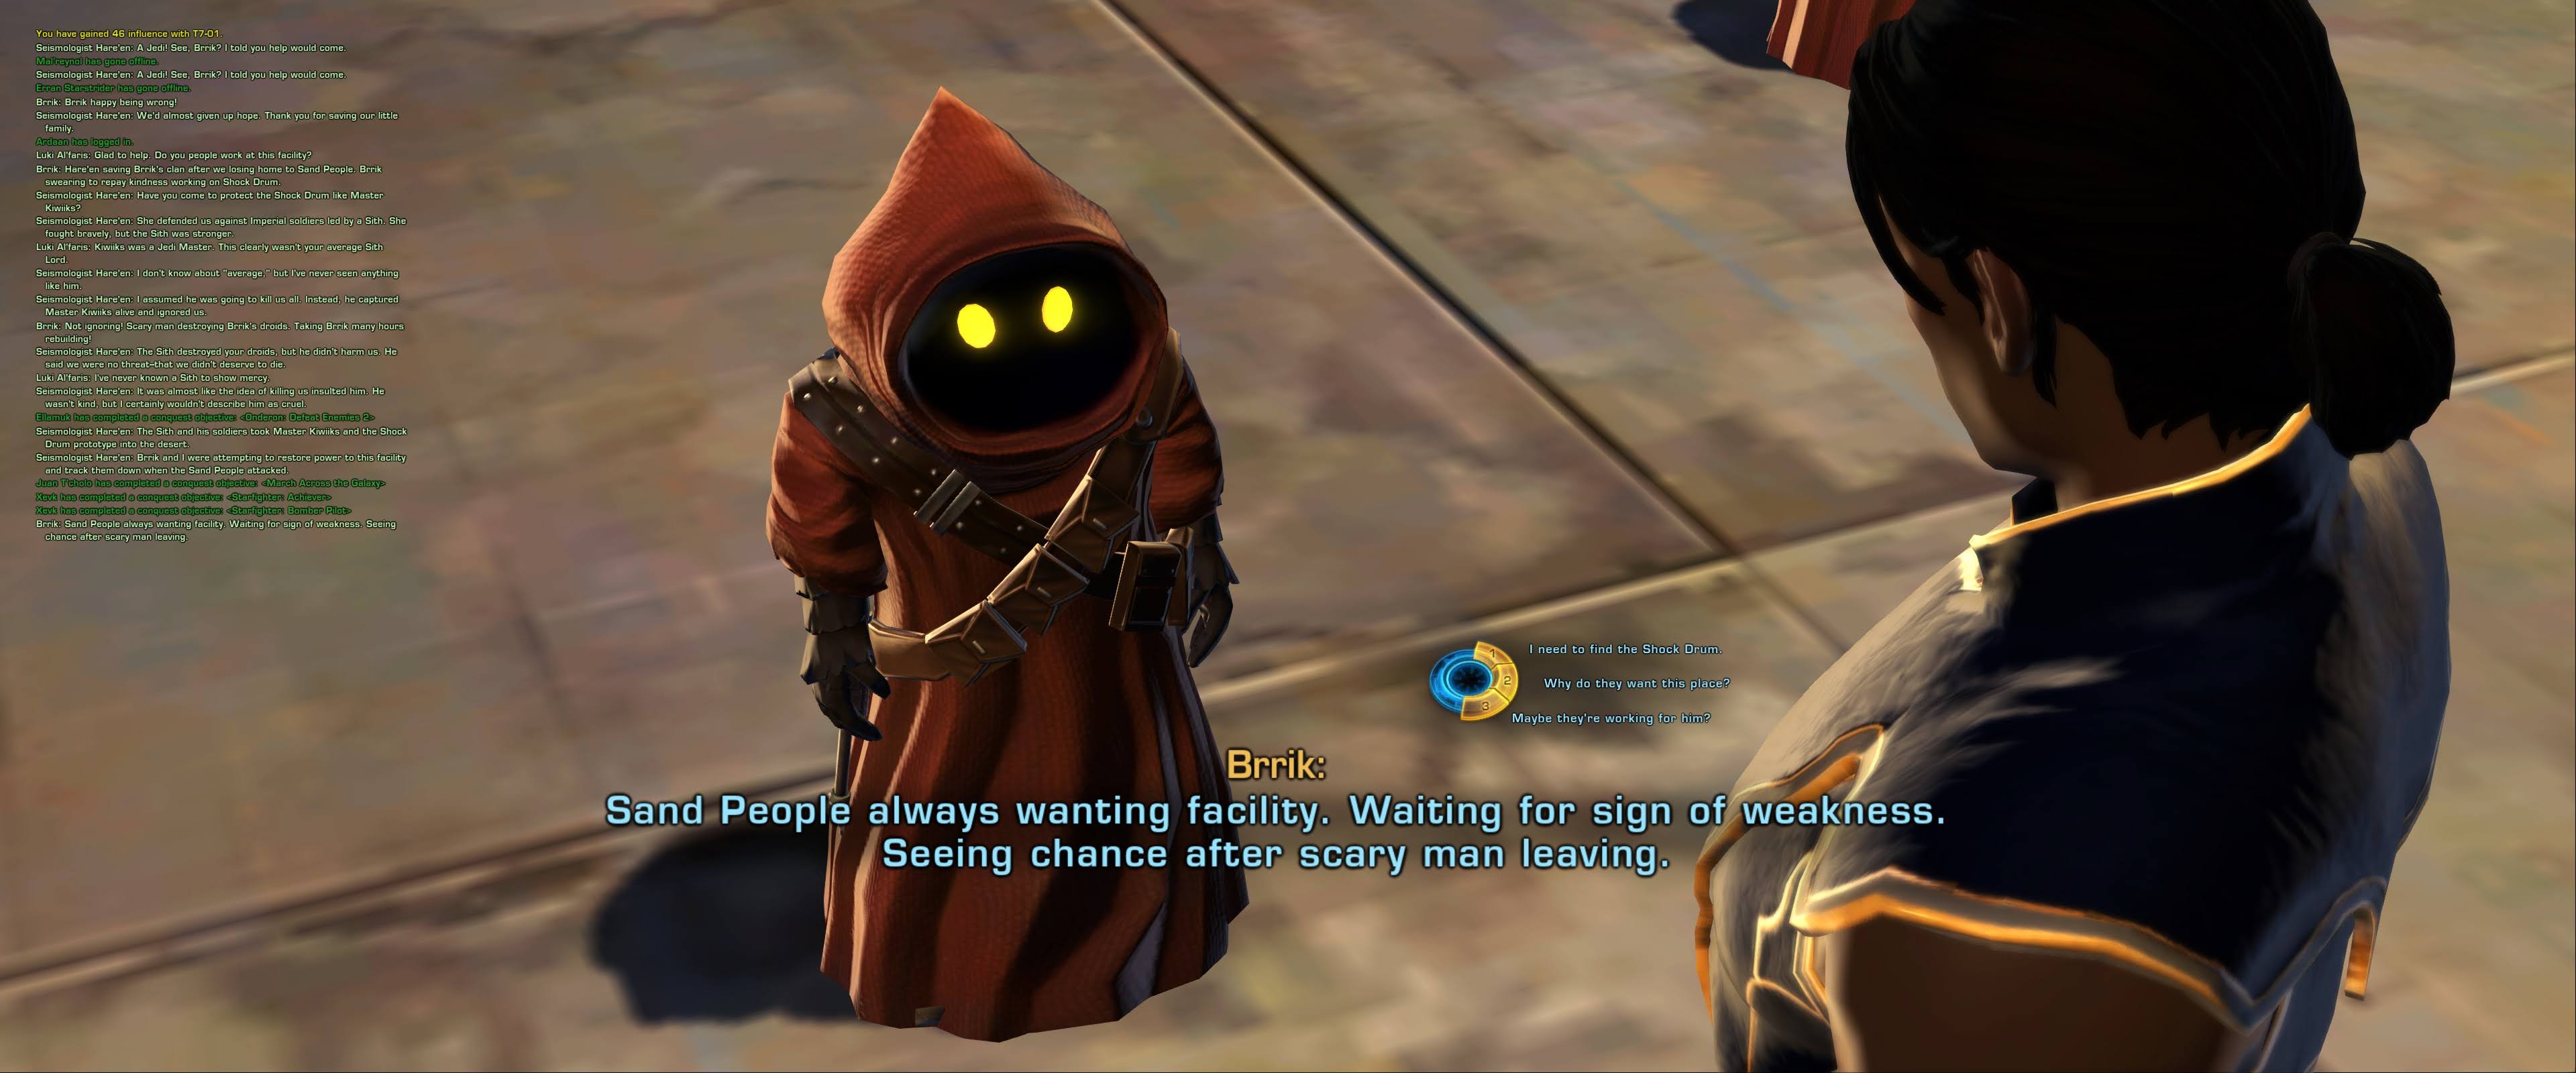 You have gained 46 influence with T7-01.
Seismologist Hare'en: A Jedi! See, Brrik? I told you help would come.
Mal'reynol has gone offline.
Seismologist Hare'en: A Jedi! See, Brrik? I told you help would come.
Erran Starstrider has gone offline.
Brrik: Brrik happy being wrong!
Seismologist Hare'en: We'd almost given up hope. Thank you for saving our little
family.
Ardaan has logged in.
Luki Al'faris: Glad to help. Do you people work at this facility?
Brrik: Hare'en saving Brrik's clan after we losing home to Sand People. Brrik
swearing to repay kindness working on Shock Drum.
Seismologist Hare'en: Have you come to protect the Shock Drum like Master
Kiwiiks?
Seismologist Hare'en: She defended us against Imperial soldiers led by a Sith. She
fought bravely, but the Sith was stronger.
Luki Al'faris: Kiwiiks was a Jedi Master. This clearly wasn't your average Sith
Lord.
Seismologist Hare'en: I don't know about "average," but I've never seen anything
like him.
Seismologist Hare'en: I assumed he was going to kill us all. Instead, he captured
Master Kiwiiks alive and ignored us.
Brrik: Not ignoring! Scary man destroying Brrik's droids. Taking Brrik many hours
rebuilding!
Seismologist Hare'en: The Sith destroyed your droids, but he didn't harm us. He
said we were no threat–that we didn't deserve to die.
Luki Al'faris: I've never known a Sith to show mercy.
Seismologist Hare'en: It was almost like the idea of killing us insulted him. He
wasn't kind, but I certainly wouldn't describe him as cruel.
Ellamuk has completed a conquest objective: <Onderon: Defeat Enemies 2>
Seismologist Hare'en: The Sith and his soldiers took Master Kiwiiks and the Shock
Drum prototype into the desert.
Seismologist Hare'en: Brrik and I were attempting to restore power to this facility
and track them down when the Sand People attacked.
Juan T'cholo has completed a conquest objective: <March Across the Galaxy>
Xevk has completed a conquest objective: <Starfighter: Achiever>
Xevk has completed a conquest objective: <Starfighter: Bomber Pilot>
Brrik: Sand People always wanting facility. Waiting for sign of weakness. Seeing
chance after scary man leaving.
1 I need to find the Shock Drum.
2 Why do they want this place?
3 Maybe they're working for him?
Brrik:
Sand People always wanting facility. Waiting for sign of weakness.
Seeing chance after scary man leaving.